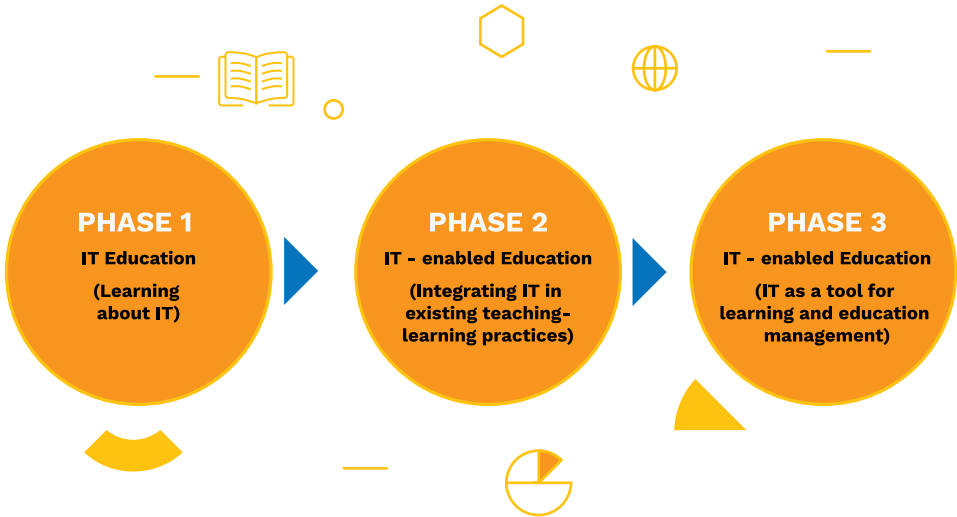 PHASE 1
IT Education
(Learning
about IT)
PHASE 2
IT - enabled Education
(Integrating IT in
existing teaching-
learning practices)
PHASE 3
IT - enabled Education
(IT as a tool for
learning and education
management)